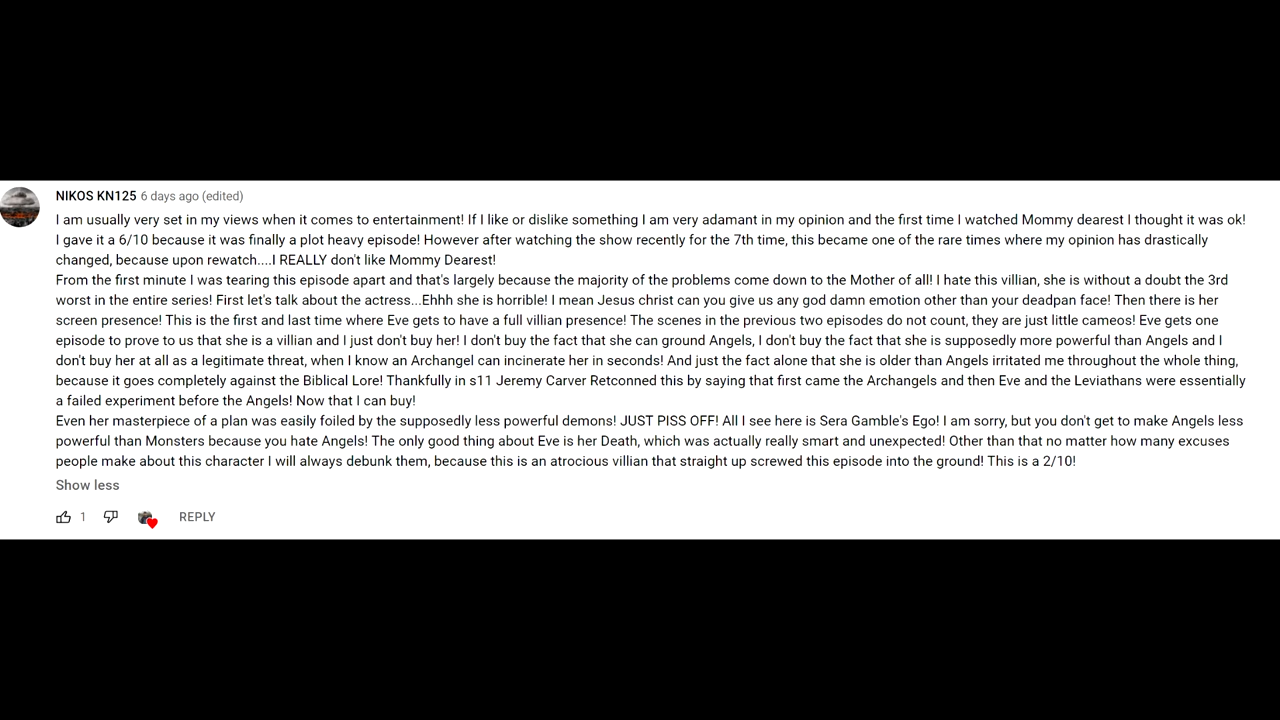 NIKOS KN125 6 days ago (edited)
I am usually very set in my views when it comes to entertainment! If I like or dislike something I am very adamant in my opinion and the first time I watched Mommy dearest I thought it was ok!
I gave it a 6/10 because it was finally a plot heavy episode! However after watching the show recently for the 7th time, this became one of the rare times where my opinion has drastically
changed, because upon rewatch....I REALLY don't like Mommy Dearest!
From the first minute I was tearing this episode apart and that's largely because the majority of the problems come down to the Mother of all! I hate this villian, she is without a doubt the 3rd
worst in the entire series! First let's talk about the actress...Ehhh she is horrible! I mean Jesus christ can you give us any god damn emotion other than your deadpan face! Then there is her
screen presence! This is the first and last time where Eve gets to have a full villian presence! The scenes in the previous two episodes do not count, they are just little cameos! Eve gets one
episode to prove to us that she is a villian and I just don't buy her! I don't buy the fact that she can ground Angels, I don't buy the fact that she is supposedly more powerful than Angels and I
don't buy her at all as a legitimate threat, when I know an Archangel can incinerate her in seconds! And just the fact alone that she is older than Angels irritated me throughout the whole thing,
because it goes completely against the Biblical Lore! Thankfully in s11 Jeremy Carver Retconned this by saying that first came the Archangels and then Eve and the Leviathans were essentially
a failed experiment before the Angels! Now that I can buy!
Even her masterpiece of a plan was easily foiled by the supposedly less powerful demons! JUST PISS OFF! All I see here is Sera Gamble's Ego! I am sorry, but you don't get to make Angels less
powerful than Monsters because you hate Angels! The only good thing about Eve is her Death, which was actually really smart and unexpected! Other than that no matter how many excuses
people make about this character I will always debunk them, because this is an atrocious villian that straight up screwed this episode into the ground! This is a 2/10!
Show less
1 REPLY